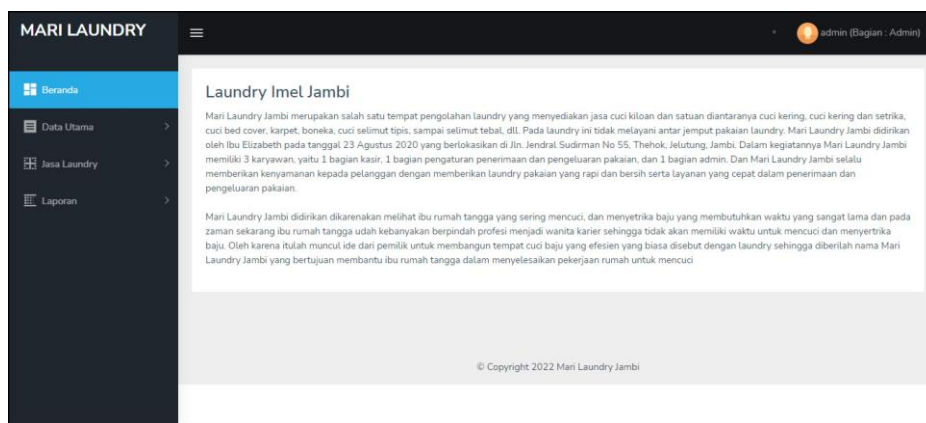 MARI LAUNDRY
admin (Bagian : Admin)
Beranda
Data Utama
Jasa Laundry
Laporan
Laundry Imel Jambi
Mari Laundry Jambi merupakan salah satu tempat pengolahan laundry yang menyediakan jasa cuci kiloan dan satuan diantaranya cuci kering, cuci kering dan setrika,
cuci bed cover, karpet, boneka, cuci selimut tipis, sampai selimut tebal, dll. Pada laundry ini tidak melayani antar jemput pakaian laundry. Mari Laundry Jambi didirikan
oleh Ibu Elizabeth pada tanggal 23 Agustus 2020 yang berlokasikan di Jln. Jendral Sudirman No 55, Thehok, Jelutung, Jambi. Dalam kegiatannya Mari Laundry Jambi
memiliki 3 karyawan, yaitu 1 bagian kasir, 1 bagian pengaturan penerimaan dan pengeluaran pakaian, dan 1 bagian admin. Dan Mari Laundry Jambi selalu
memberikan kenyamanan kepada pelanggan dengan memberikan laundry pakaian yang rapi dan bersih serta layanan yang cepat dalam penerimaan dan
pengeluaran pakaian.
Mari Laundry Jambi didirikan dikarenakan melihat ibu rumah tangga yang sering mencuci, dan menyetrika baju yang membutuhkan waktu yang sangat lama dan pada
zaman sekarang ibu rumah tangga udah kebanyakan berpindah profesi menjadi wanita karier sehingga tidak akan memiliki waktu untuk mencuci dan menyertrika
baju. Oleh karena itulah muncul ide dari pemilik untuk membangun tempat cuci baju yang efesien yang biasa disebut dengan laundry sehingga diberilah nama Mari
Laundry Jambi yang bertujuan membantu ibu rumah tangga dalam menyelesaikan pekerjaan rumah untuk mencuci
© Copyright 2022 Mari Laundry Jambi